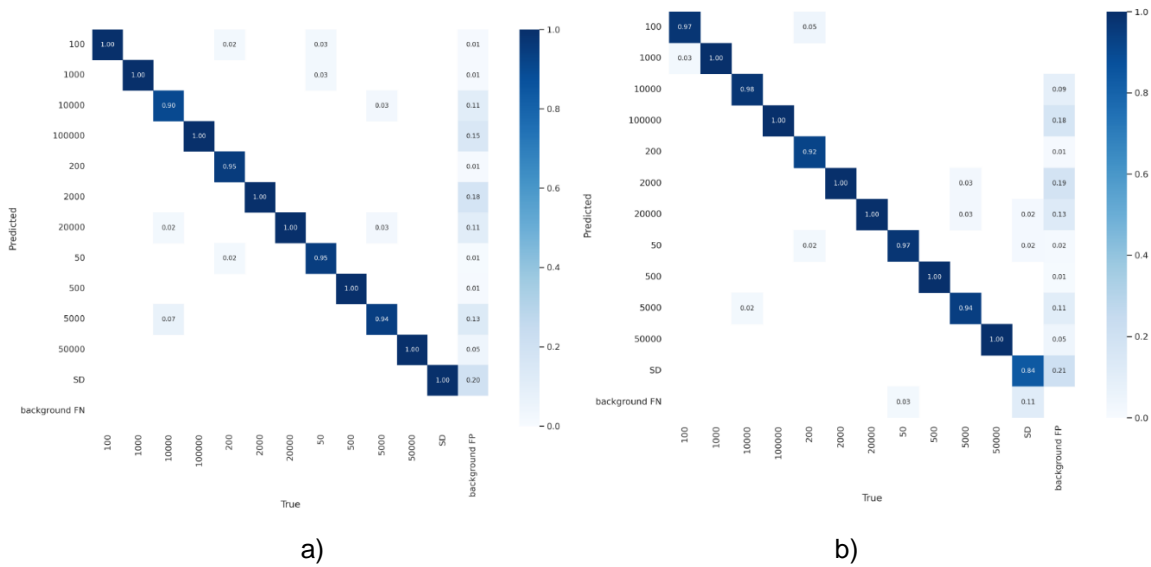 100 1.00 0.02 0.03 0.01 1.0
1000 1.00 0.03 0.01
10000 0.90 0.03 0.11 0.8
100000 1.00 0.15
200 0.95 0.01 0.6
2000 1.00 0.18
20000 0.02 1.00 0.03 0.11
50 0.02 0.95 0.01 0.4
500 1.00 0.01
5000 0.07 0.94 0.13
50000 1.00 0.05 0.2
SD 1.00 0.20
background FN 0.0
100 1000 10000 100000 200 2000 20000 50 500 5000 50000 SD background FP
Predicted
True
a)
100 0.97 0.05 1.0
1000 0.03 1.00
10000 0.98 0.09
100000 1.00 0.18 0.8
200 0.92 0.01
2000 1.00 0.03 0.19 0.6
20000 1.00 0.03 0.02 0.13
50 0.02 0.97 0.02 0.02
500 1.00 0.01 0.4
5000 0.02 0.94 0.11
50000 1.00 0.05 0.2
SD 0.84 0.21
background FN 0.03 0.11 0.0
100 1000 10000 100000 200 2000 20000 50 500 5000 50000 SD background FP
Predicted
True
b)